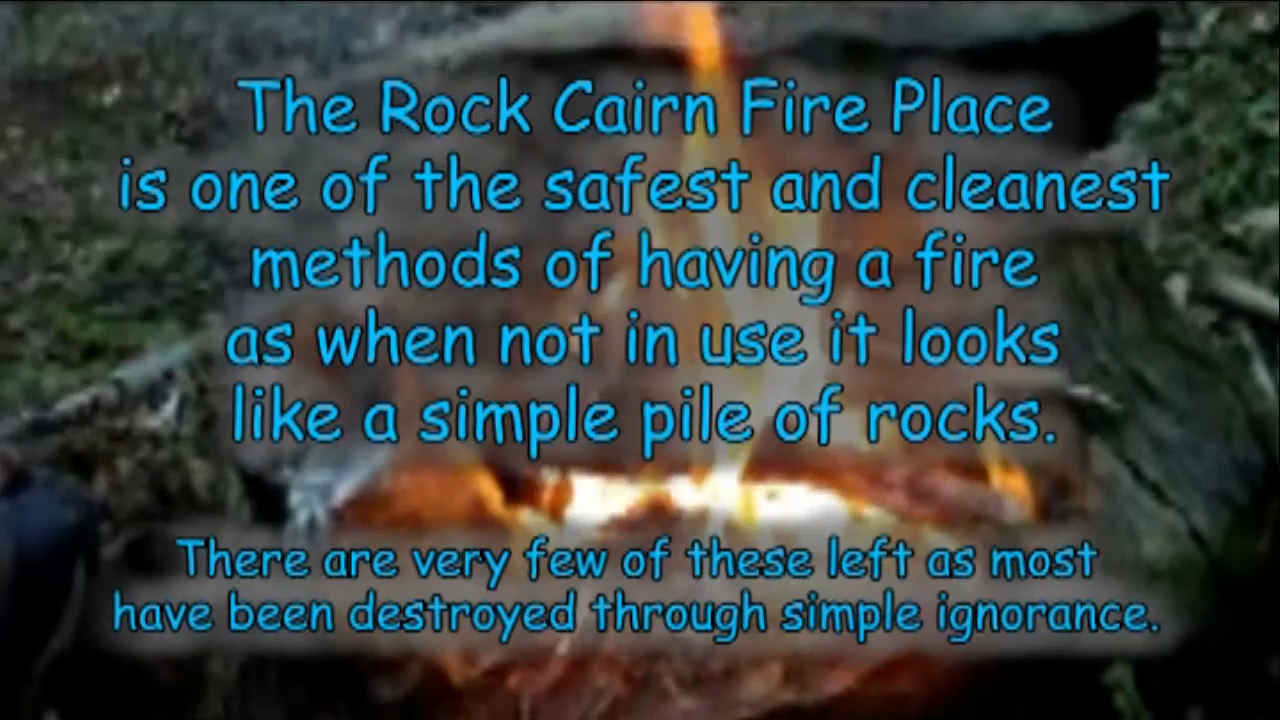 The Rock Cairn Fire Place
is one of the safest and cleanest
methods of having a fire
as when not in use it looks
like a simple pile of rocks.
There are very few of these left as most
have been destroyed through simple ignorance.